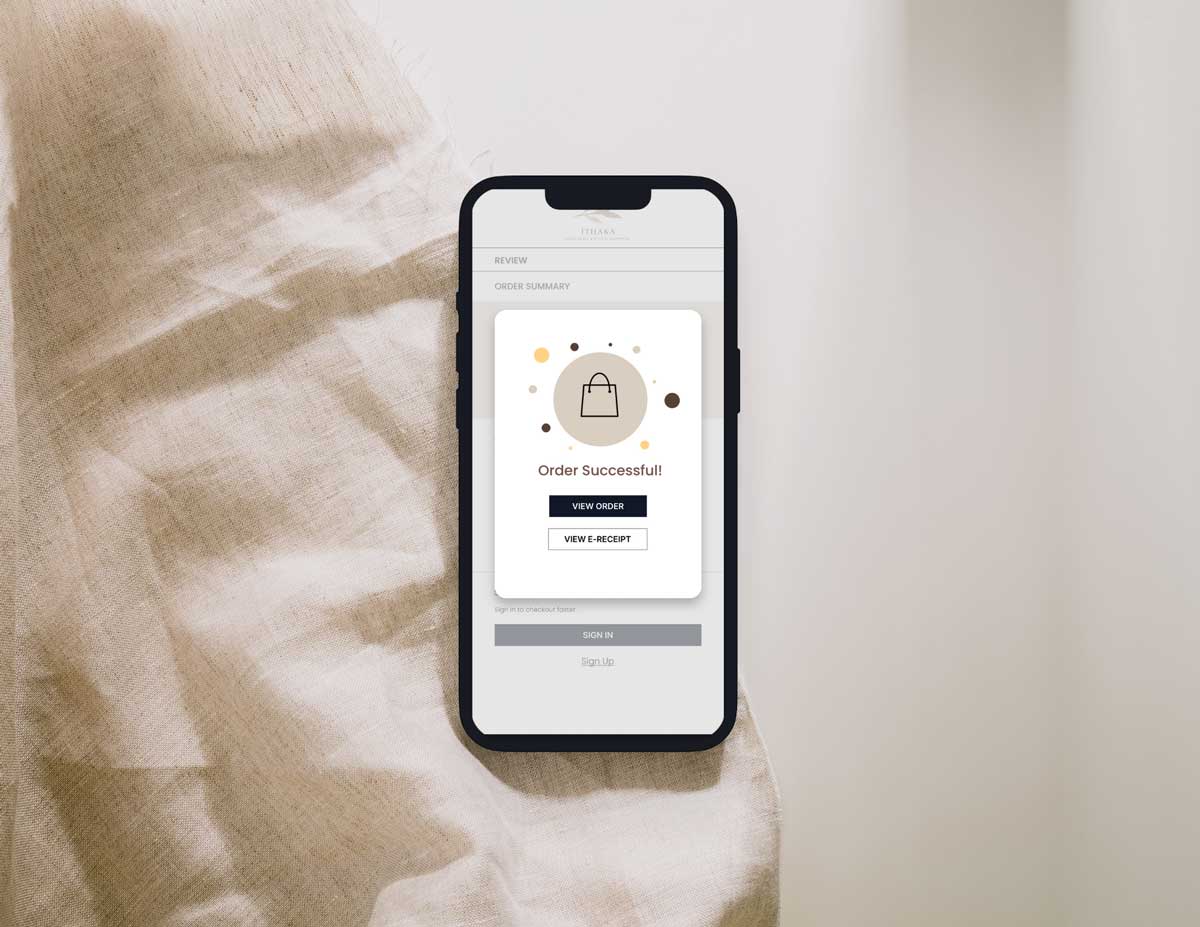 ITHAKA
REVIEW
ORDER SUMMARY
Order Successful!
VIEW ORDER
VIEW E-RECEIPT
Sign in to checkout faster
SIGN IN
Sign Up